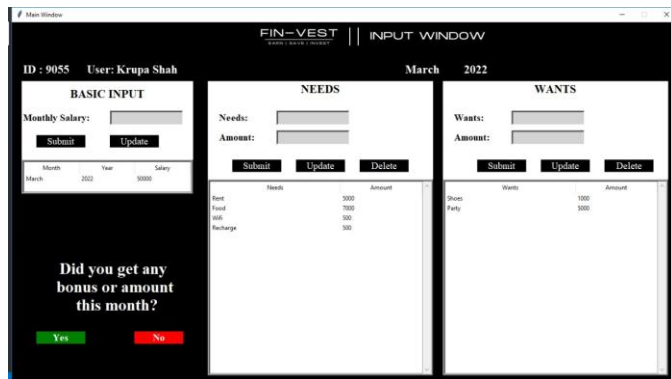 Main Window
FIN-VEST || INPUT WINDOW
EARN | SAVE | INVEST
ID : 9055 User: Krupa Shah March 2022
BASIC INPUT
Monthly Salary:
Submit Update
Month Year Salary
March 2022 50000
Did you get any
bonus or amount
this month?
Yes No
NEEDS
Needs:
Amount:
Submit Update Delete
Needs Amount
Rent 5000
Food 7000
Wifi 500
Recharge 500
WANTS
Wants:
Amount:
Submit Update Delete
Wants Amount
Shoes 1000
Party 5000